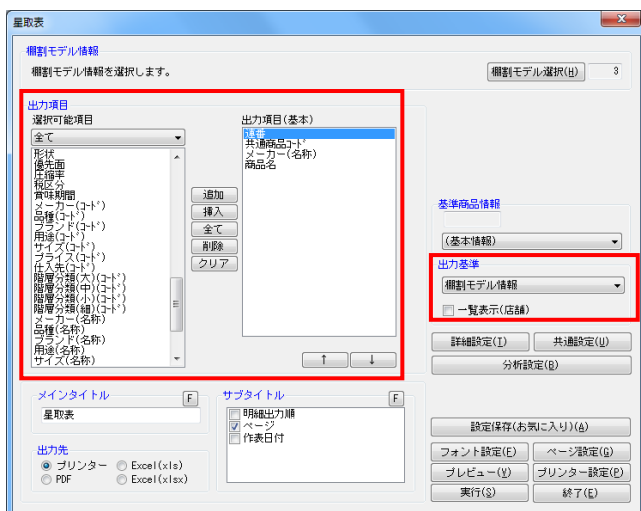 星取表
棚割モデル情報
棚割モデル情報を選択します。
棚割モデル選択(H)
3
出力項目
選択可能項目
全て
形状
優先面
圧縮率
税区分
賞味期間
メーカー(コード)
品種(コード)
ブランド(コード)
用途(コード)
サイズ(コード)
プライス(コード)
仕入先(コード)
階層分類(大)(コード)
階層分類(中)(コード)
階層分類(小)(コード)
階層分類(細)(コード)
メーカー(名称)
品種(名称)
ブランド(名称)
用途(名称)
サイズ(名称)
追加
挿入
全て
削除
クリア
出力項目(基本)
連番
共通商品コード
メーカー(名称)
商品名
↑
↓
基準商品情報
(基本情報)
出力基準
棚割モデル情報
一覧表示(店舗)
詳細設定(I)
共通設定(U)
分析設定(B)
メインタイトル
F
星取表
出力先
プリンター
Excel(xls)
PDF
Excel(xlsx)
サブタイトル
F
明細出力順
ページ
作表日付
設定保存(お気に入り)(A)
フォント設定(F)
ページ設定(G)
プレビュー(V)
プリンター設定(P)
実行(S)
終了(E)